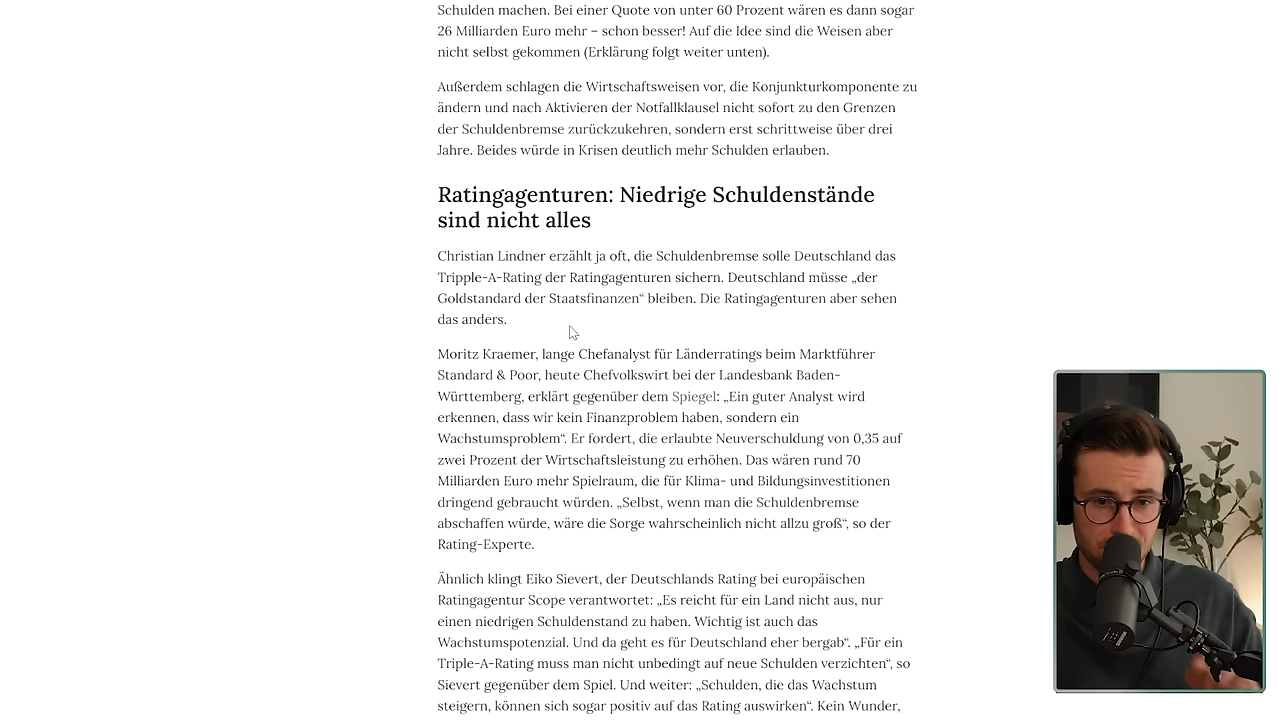 Schulden machen. Bei einer Quote von unter 60 Prozent wären es dann sogar
26 Milliarden Euro mehr – schon besser! Auf die Idee sind die Weisen aber
nicht selbst gekommen (Erklärung folgt weiter unten).
Außerdem schlagen die Wirtschaftsweisen vor, die Konjunkturkomponente zu
ändern und nach Aktivieren der Notfallklausel nicht sofort zu den Grenzen
der Schuldenbremse zurückzukehren, sondern erst schrittweise über drei
Jahre. Beides würde in Krisen deutlich mehr Schulden erlauben.
Ratingagenturen: Niedrige Schuldenstände
sind nicht alles
Christian Lindner erzählt ja oft, die Schuldenbremse solle Deutschland das
Tripple-A-Rating der Ratingagenturen sichern. Deutschland müsse „der
Goldstandard der Staatsfinanzen“ bleiben. Die Ratingagenturen aber sehen
das anders.
Moritz Kraemer, lange Chefanalyst für Länderratings beim Marktführer
Standard & Poor, heute Chefvolkswirt bei der Landesbank Baden-
Württemberg, erklärt gegenüber dem Spiegel: „Ein guter Analyst wird
erkennen, dass wir kein Finanzproblem haben, sondern ein
Wachstumsproblem“. Er fordert, die erlaubte Neuverschuldung von 0,35 auf
zwei Prozent der Wirtschaftsleistung zu erhöhen. Das wären rund 70
Milliarden Euro mehr Spielraum, die für Klima- und Bildungsinvestitionen
dringend gebraucht würden. „Selbst, wenn man die Schuldenbremse
abschaffen würde, wäre die Sorge wahrscheinlich nicht allzu groß“, so der
Rating-Experte.
Ähnlich klingt Eiko Sievert, der Deutschlands Rating bei europäischen
Ratingagentur Scope verantwortet: „Es reicht für ein Land nicht aus, nur
einen niedrigen Schuldenstand zu haben. Wichtig ist auch das
Wachstumspotenzial. Und da geht es für Deutschland eher bergab“. „Für ein
Triple-A-Rating muss man nicht unbedingt auf neue Schulden verzichten“, so
Sievert gegenüber dem Spiel. Und weiter: „Schulden, die das Wachstum
steigern, können sich sogar positiv auf das Rating auswirken“. Kein Wunder,